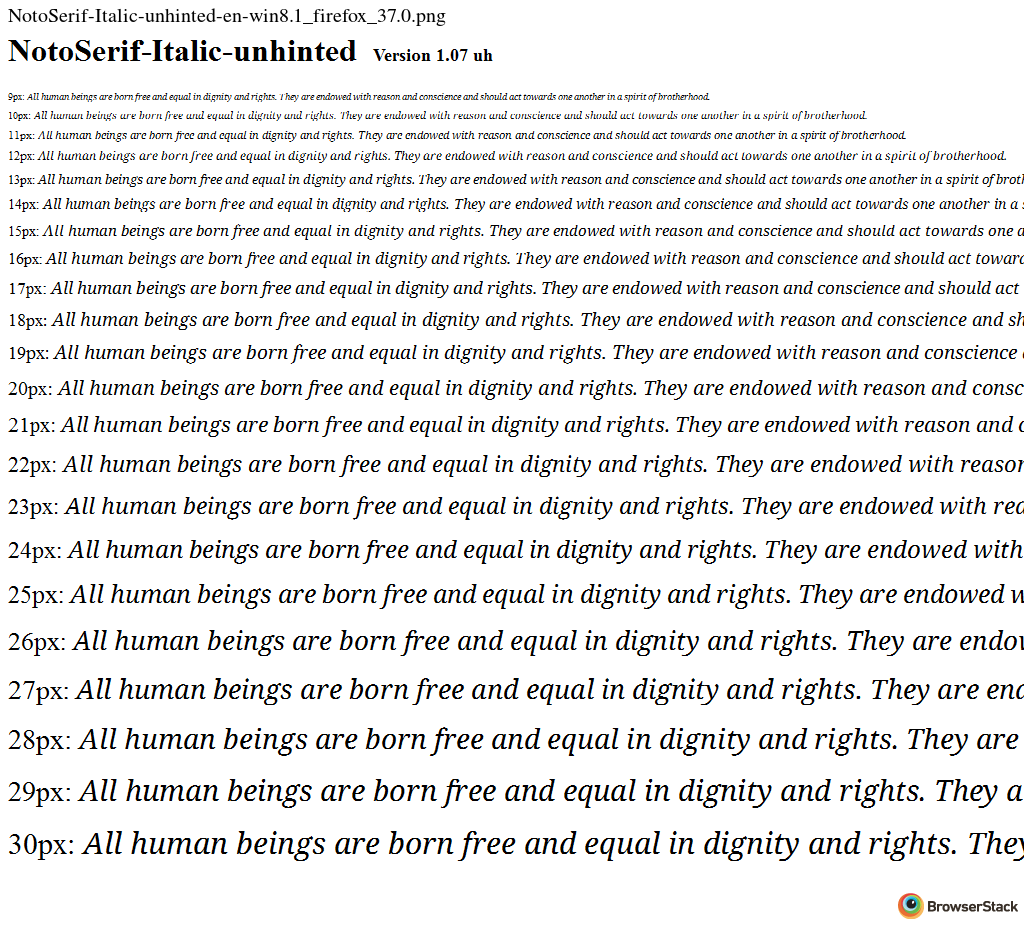 NotoSerif-Italic-unhinted-en-win8.1_firefox_37.0.png
NotoSerif-Italic-unhinted Version 1.07 uh
9px: All human beings are born free and equal in dignity and rights. They are endowed with reason and conscience and should act towards one another in a spirit of brotherhood.
10px: All human beings are born free and equal in dignity and rights. They are endowed with reason and conscience and should act towards one another in a spirit of brotherhood.
11px: All human beings are born free and equal in dignity and rights. They are endowed with reason and conscience and should act towards one another in a spirit of brotherhood.
12px: All human beings are born free and equal in dignity and rights. They are endowed with reason and conscience and should act towards one another in a spirit of brotherhood.
13px: All human beings are born free and equal in dignity and rights. They are endowed with reason and conscience and should act towards one another in a spirit of broth
14px: All human beings are born free and equal in dignity and rights. They are endowed with reason and conscience and should act towards one another in a s
15px: All human beings are born free and equal in dignity and rights. They are endowed with reason and conscience and should act towards one a
16px: All human beings are born free and equal in dignity and rights. They are endowed with reason and conscience and should act toward
17px: All human beings are born free and equal in dignity and rights. They are endowed with reason and conscience and should act
18px: All human beings are born free and equal in dignity and rights. They are endowed with reason and conscience and sh
19px: All human beings are born free and equal in dignity and rights. They are endowed with reason and conscience
20px: All human beings are born free and equal in dignity and rights. They are endowed with reason and consc
21px: All human beings are born free and equal in dignity and rights. They are endowed with reason and c
22px: All human beings are born free and equal in dignity and rights. They are endowed with reason
23px: All human beings are born free and equal in dignity and rights. They are endowed with rea
24px: All human beings are born free and equal in dignity and rights. They are endowed with
25px: All human beings are born free and equal in dignity and rights. They are endowed w
26px: All human beings are born free and equal in dignity and rights. They are endow
27px: All human beings are born free and equal in dignity and rights. They are end
28px: All human beings are born free and equal in dignity and rights. They are
29px: All human beings are born free and equal in dignity and rights. They a
30px: All human beings are born free and equal in dignity and rights. They
BrowserStack